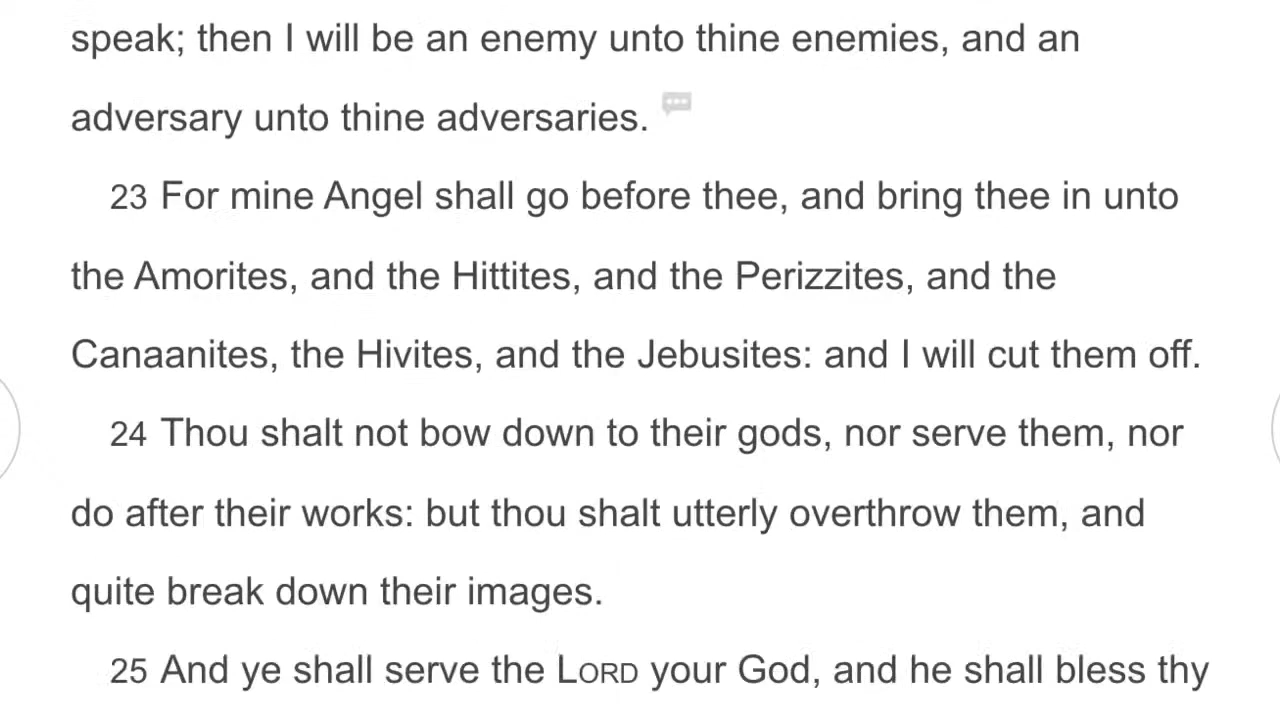 speak; then I will be an enemy unto thine enemies, and an
adversary unto thine adversaries.
23 For mine Angel shall go before thee, and bring thee in unto
the Amorites, and the Hittites, and the Perizzites, and the
Canaanites, the Hivites, and the Jebusites: and I will cut them off.
24 Thou shalt not bow down to their gods, nor serve them, nor
do after their works: but thou shalt utterly overthrow them, and
quite break down their images.
25 And ye shall serve the LORD your God, and he shall bless thy